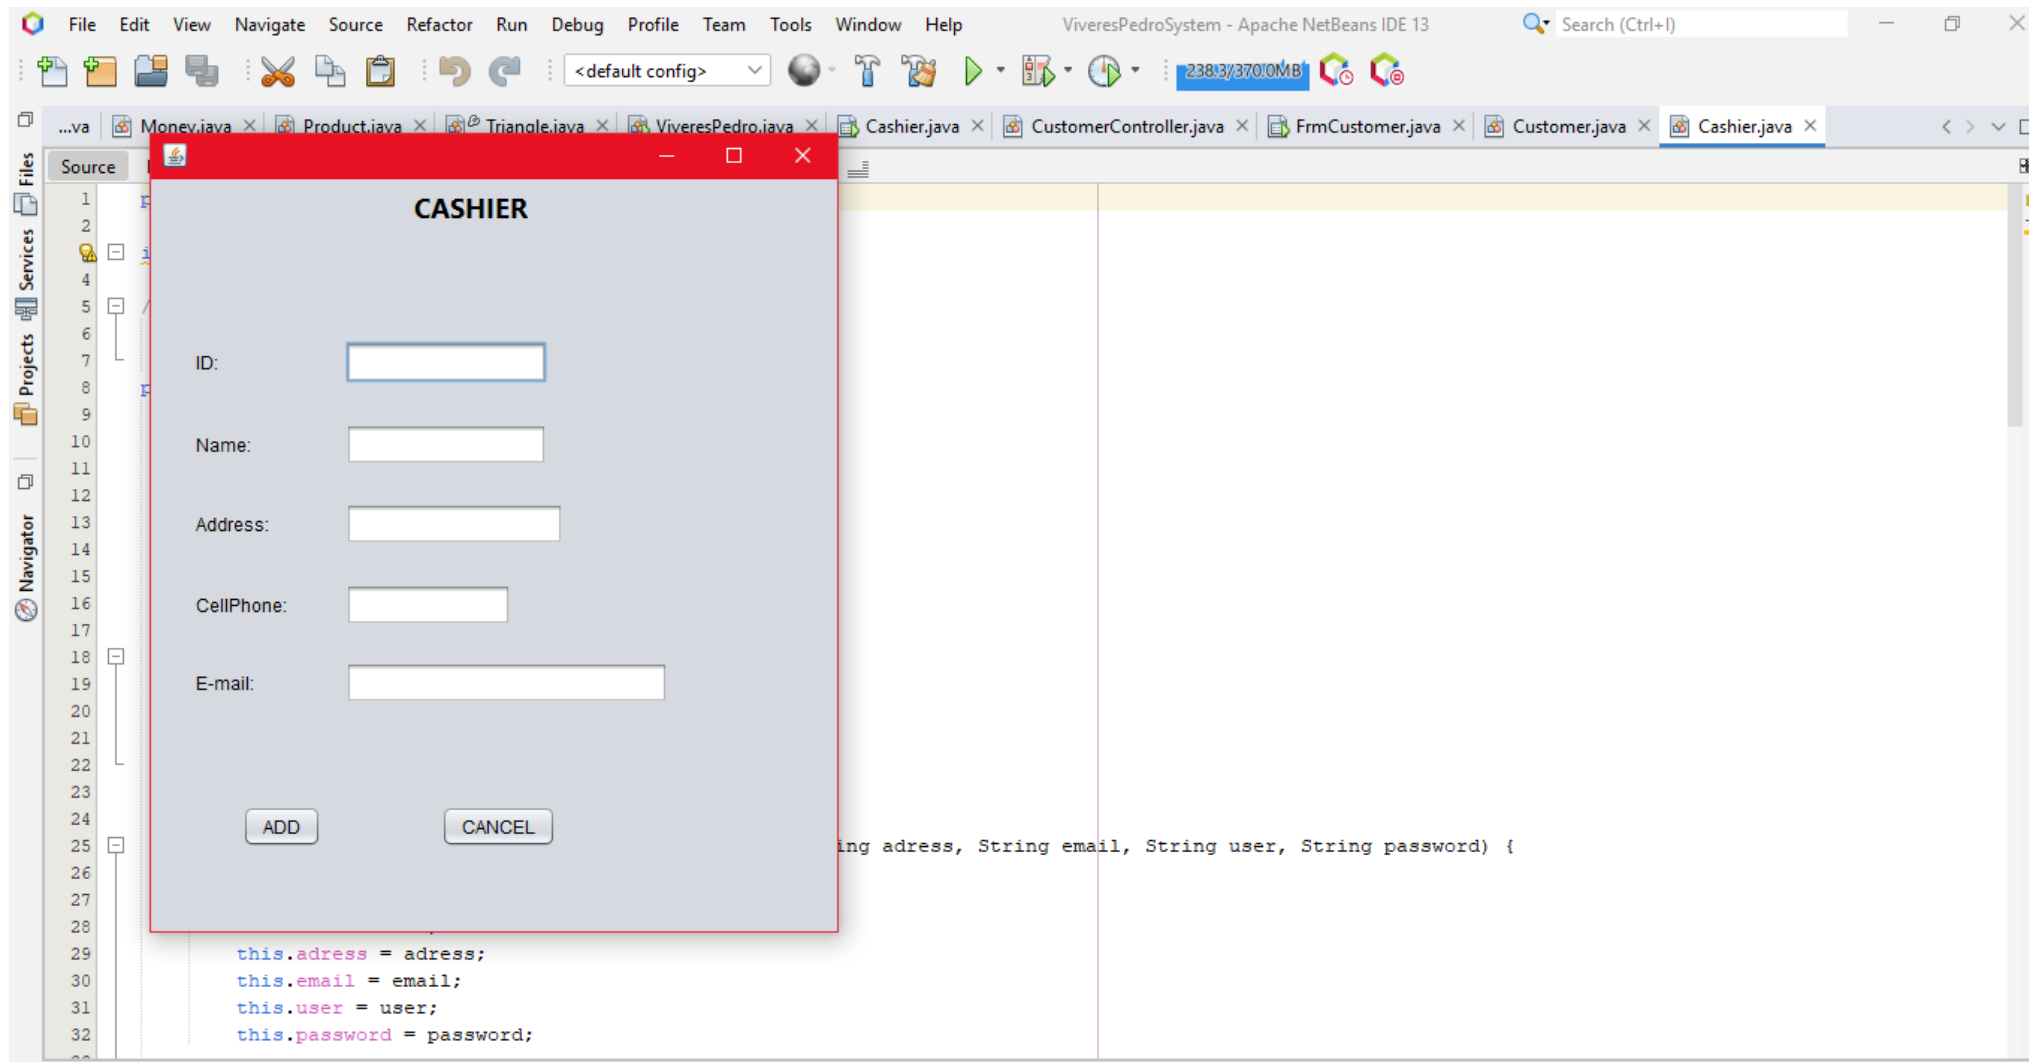 File Edit View Navigate Source Refactor Run Debug Profile Team Tools Window Help ViveresPedroSystem - Apache NetBeans IDE 13 Search (Ctrl+I)
<default config> 238.3/370.0MB
...va Money.java Product.java Triangle.java ViveresPedro.java Cashier.java CustomerController.java FrmCustomer.java Customer.java Cashier.java
Files
Services
Projects
Navigator
Source
CASHIER
ID:
Name:
Address:
CellPhone:
E-mail:
ADD CANCEL
1
2
4
5 /
6
7
8
9
10
11
12
13
14
15
16
17
18
19
20
21
22
23
24
25 ing adress, String email, String user, String password) {
26
27
28
29 this.adress = adress;
30 this.email = email;
31 this.user = user;
32 this.password = password;